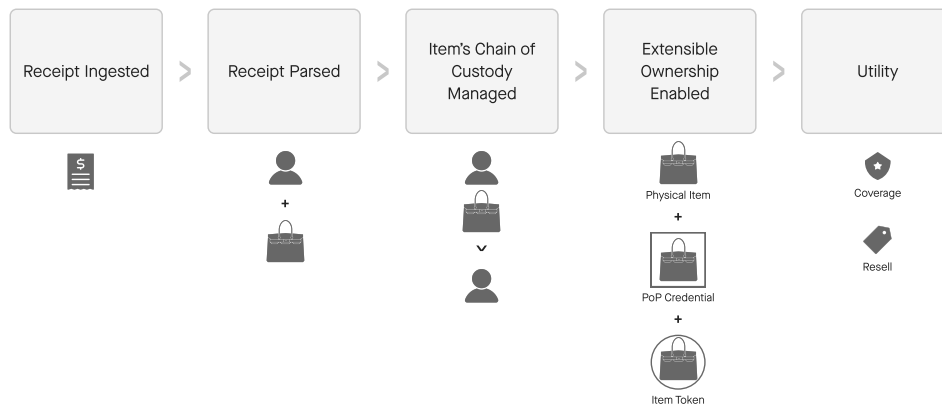 Receipt Ingested
>
Receipt Parsed
>
Item's Chain of
Custody
Managed
>
Extensible
Ownership
Enabled
>
Utility
$
+
Physical Item
+
PoP Credential
+
Item Token
Coverage
Resell